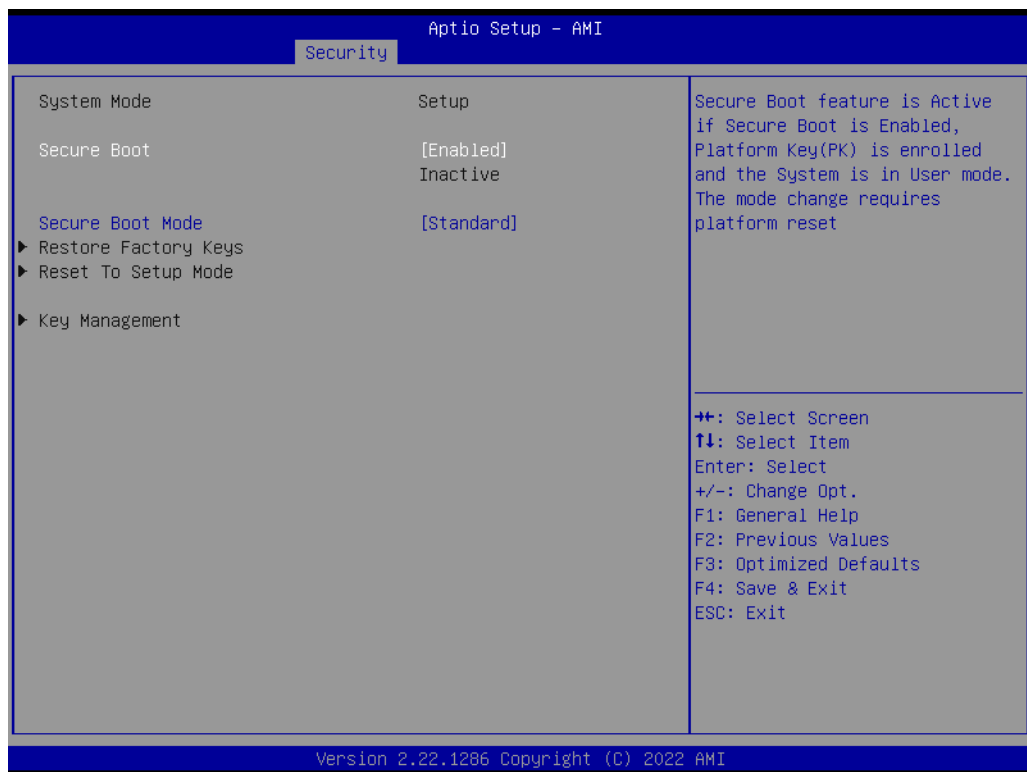 Aptio Setup – AMI
Security
System Mode Setup
Secure Boot [Enabled]
Inactive
Secure Boot Mode [Standard]
▶ Restore Factory Keys
▶ Reset To Setup Mode
▶ Key Management
Secure Boot feature is Active
if Secure Boot is Enabled,
Platform Key(PK) is enrolled
and the System is in User mode.
The mode change requires
platform reset
→←: Select Screen
↑↓: Select Item
Enter: Select
+/-: Change Opt.
F1: General Help
F2: Previous Values
F3: Optimized Defaults
F4: Save & Exit
ESC: Exit
Version 2.22.1286 Copyright (C) 2022 AMI